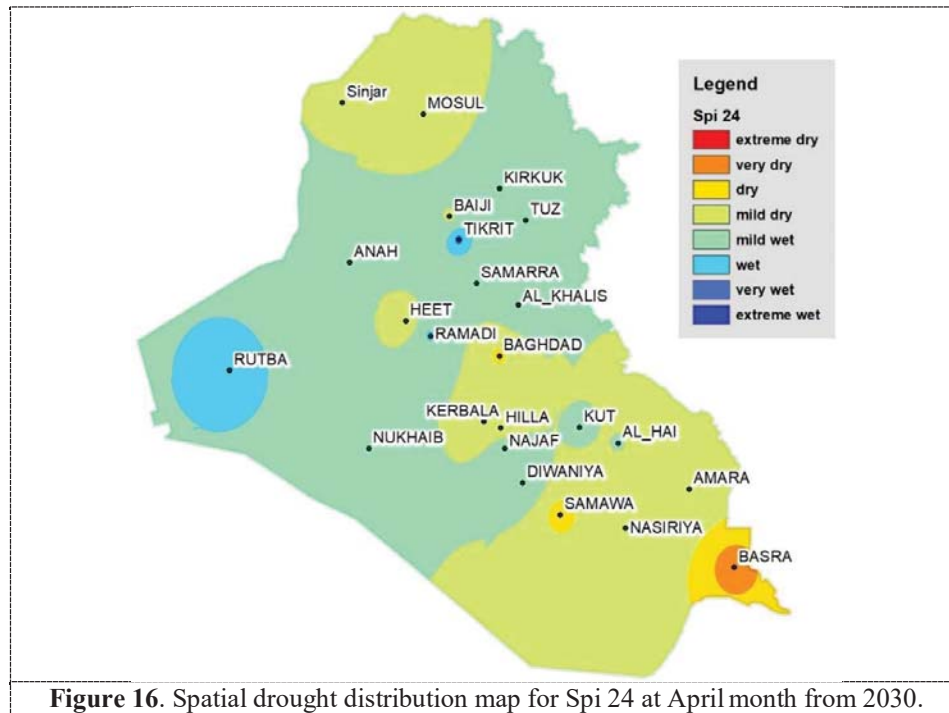 Legend
Spi 24
extreme dry
very dry
dry
mild dry
mild wet
wet
very wet
extreme wet
Sinjar
MOSUL
KIRKUK
BAIJI
TUZ
TIKRIT
ANAH
SAMARRA
AL_KHALIS
HEET
RAMADI
BAGHDAD
RUTBA
KERBALA
HILLA
KUT
AL_HAI
NUKHAIB
NAJAF
DIWANIYA
AMARA
SAMAWA
NASIRIYA
BASRA
Figure 16. Spatial drought distribution map for Spi 24 at April month from 2030.